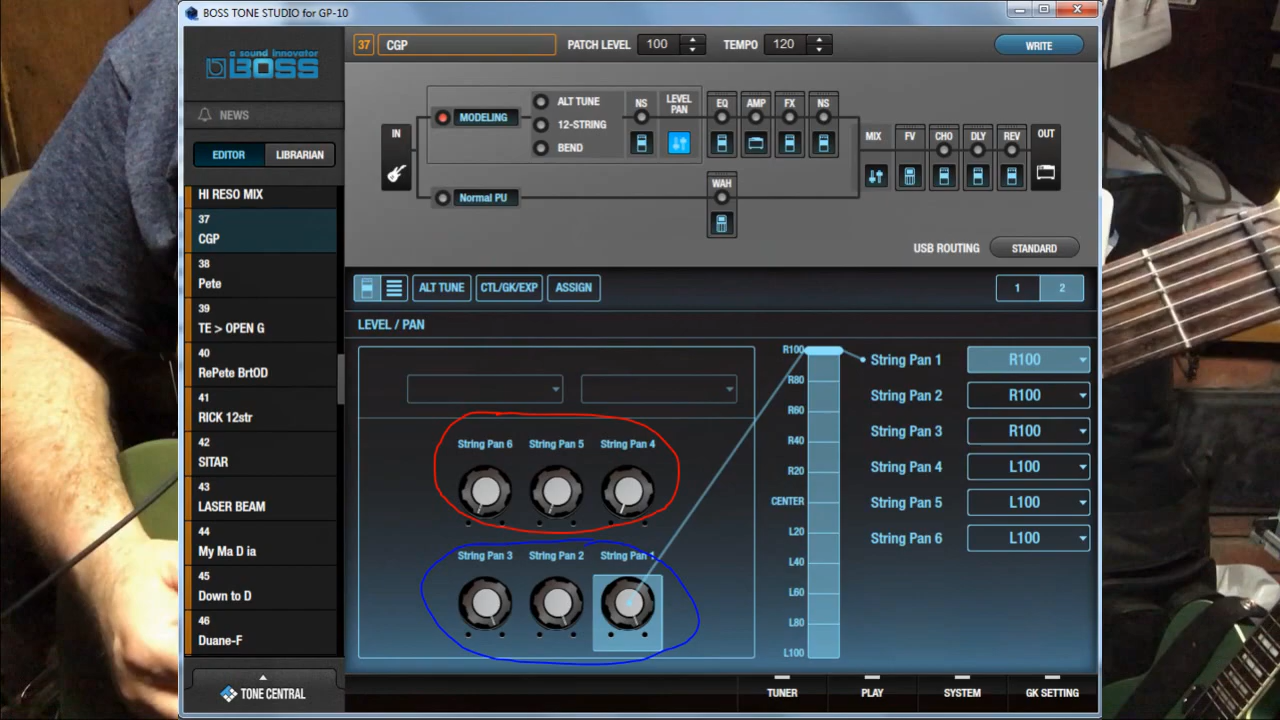 BOSS TONE STUDIO for GP-10
a sound innovator
BOSS
37 CGP PATCH LEVEL 100 TEMPO 120 WRITE
NEWS
EDITOR LIBRARIAN
HI RESO MIX
37
CGP
38
Pete
39
TE > OPEN G
40
RePete BrtOD
41
RICK 12str
42
SITAR
43
LASER BEAM
44
My Ma D ia
45
Down to D
46
Duane-F
TONE CENTRAL
IN
MODELING
ALT TUNE
12-STRING
BEND
NS
LEVEL
PAN
EQ AMP FX NS
MIX FV CHO DLY REV OUT
Normal PU
WAH
USB ROUTING STANDARD
ALT TUNE CTL/GK/EXP ASSIGN 1 2
LEVEL / PAN
String Pan 6 String Pan 5 String Pan 4
String Pan 3 String Pan 2 String Pan 1
R100
R80
R60
R40
R20
CENTER
L20
L40
L60
L80
L100
String Pan 1 R100
String Pan 2 R100
String Pan 3 R100
String Pan 4 L100
String Pan 5 L100
String Pan 6 L100
TUNER PLAY SYSTEM GK SETTING